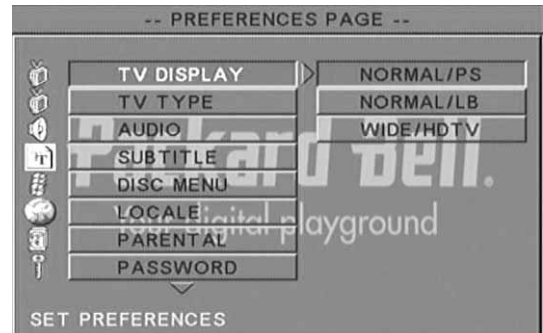 -- PREFERENCES PAGE --
TV DISPLAY
NORMAL/PS
TV TYPE
NORMAL/LB
AUDIO
WIDE/HDTV
SUBTITLE
DISC MENU
LOCALE
PARENTAL
PASSWORD
Packard Bell.
Your digital playground
SET PREFERENCES